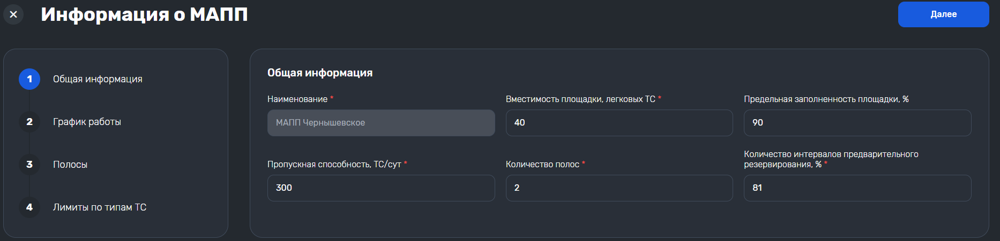 Информация о МАПП
Далее
1 Общая информация
2 График работы
3 Полосы
4 Лимиты по типам ТС
Общая информация
Наименование *
МАПП Чернышевское
Вместимость площадки, легковых ТС *
40
Предельная заполненность площадки, %
90
Пропускная способность, ТС/сут *
300
Количество полос *
2
Количество интервалов предварительного
резервирования, % *
81